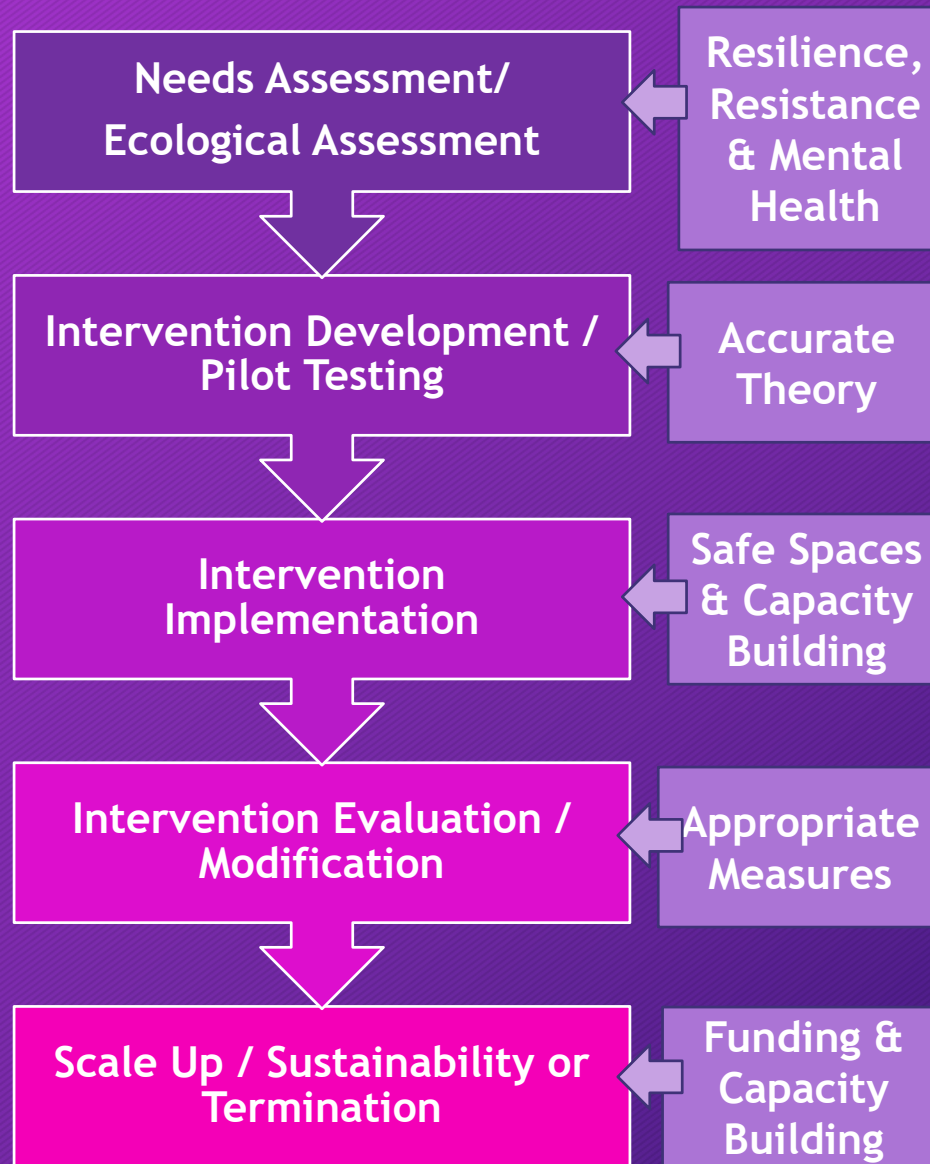 Needs Assessment/
Ecological Assessment
Resilience,
Resistance
& Mental
Health
Intervention Development /
Pilot Testing
Accurate
Theory
Intervention
Implementation
Safe Spaces
& Capacity
Building
Intervention Evaluation /
Modification
Appropriate
Measures
Scale Up / Sustainability or
Termination
Funding &
Capacity
Building